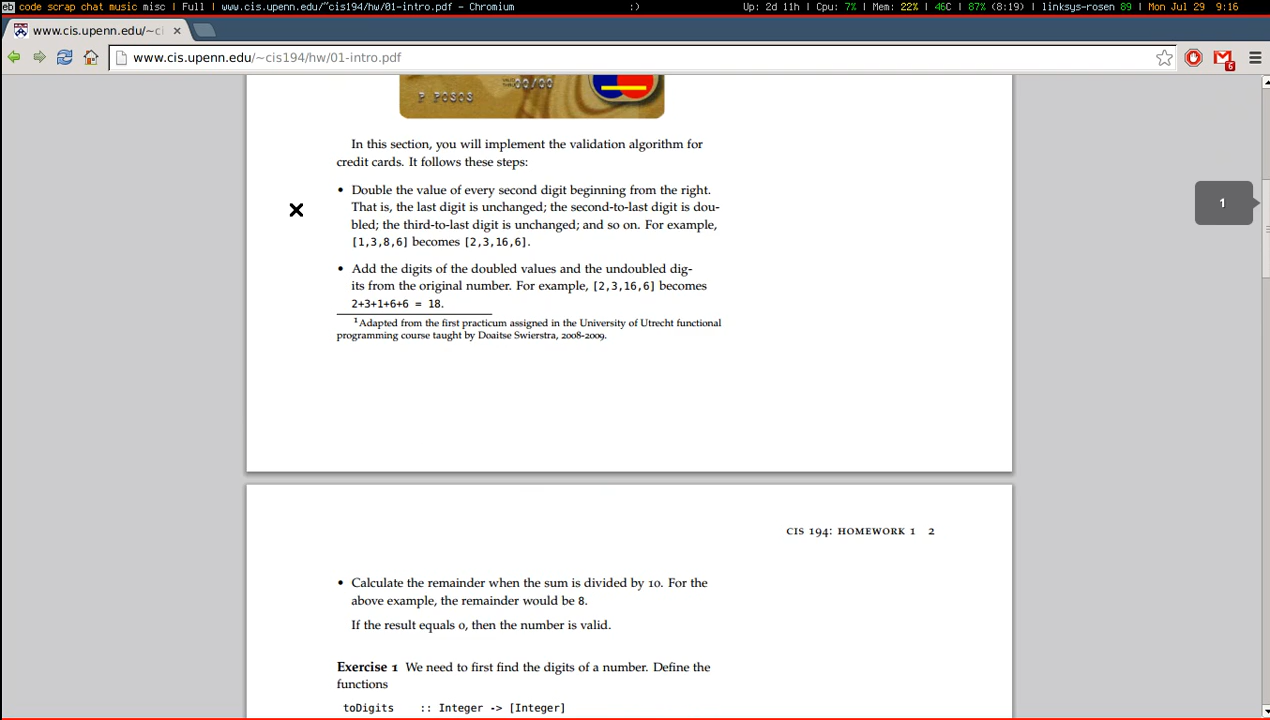 eb code scrap chat music misc | Full | www.cis.upenn.edu/~cis194/hw/01-intro.pdf - Chromium :) Up: 2d 11h | Cpu: 7% | Mem: 22% | 46C | 87% (8:19) | linksys-rosen 89 | Mon Jul 29 9:16
www.cis.upenn.edu/~ci
www.cis.upenn.edu/~cis194/hw/01-intro.pdf
6
00/00
P POSOS
In this section, you will implement the validation algorithm for
credit cards. It follows these steps:
• Double the value of every second digit beginning from the right.
That is, the last digit is unchanged; the second-to-last digit is dou-
bled; the third-to-last digit is unchanged; and so on. For example,
[1,3,8,6] becomes [2,3,16,6].
1
• Add the digits of the doubled values and the undoubled dig-
its from the original number. For example, [2,3,16,6] becomes
2+3+1+6+6 = 18.
1 Adapted from the first practicum assigned in the University of Utrecht functional
programming course taught by Doaitse Swierstra, 2008-2009.
CIS 194: HOMEWORK 1 2
• Calculate the remainder when the sum is divided by 10. For the
above example, the remainder would be 8.
If the result equals 0, then the number is valid.
Exercise 1 We need to first find the digits of a number. Define the
functions
toDigits :: Integer -> [Integer]